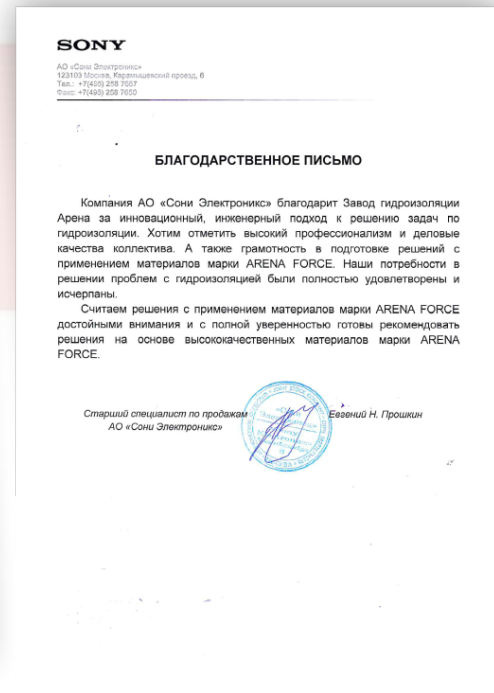 SONY
АО «Сони Электроникс»
123103 Москва, Карамышевский проезд, 6
Тел.: +7(495) 258 7667
Факс: +7(495) 258 7650
БЛАГОДАРСТВЕННОЕ ПИСЬМО
Компания АО «Сони Электроникс» благодарит Завод гидроизоляции
Арена за инновационный, инженерный подход к решению задач по
гидроизоляции. Хотим отметить высокий профессионализм и деловые
качества коллектива. А также грамотность в подготовке решений с
применением материалов марки ARENA FORCE. Наши потребности в
решении проблем с гидроизоляцией были полностью удовлетворены и
исчерпаны.
Считаем решения с применением материалов марки ARENA FORCE
достойными внимания и с полной уверенностью готовы рекомендовать
решения на основе высококачественных материалов марки ARENA
FORCE.
Старший специалист по продажам Евгений Н. Прошкин
АО «Сони Электроникс»